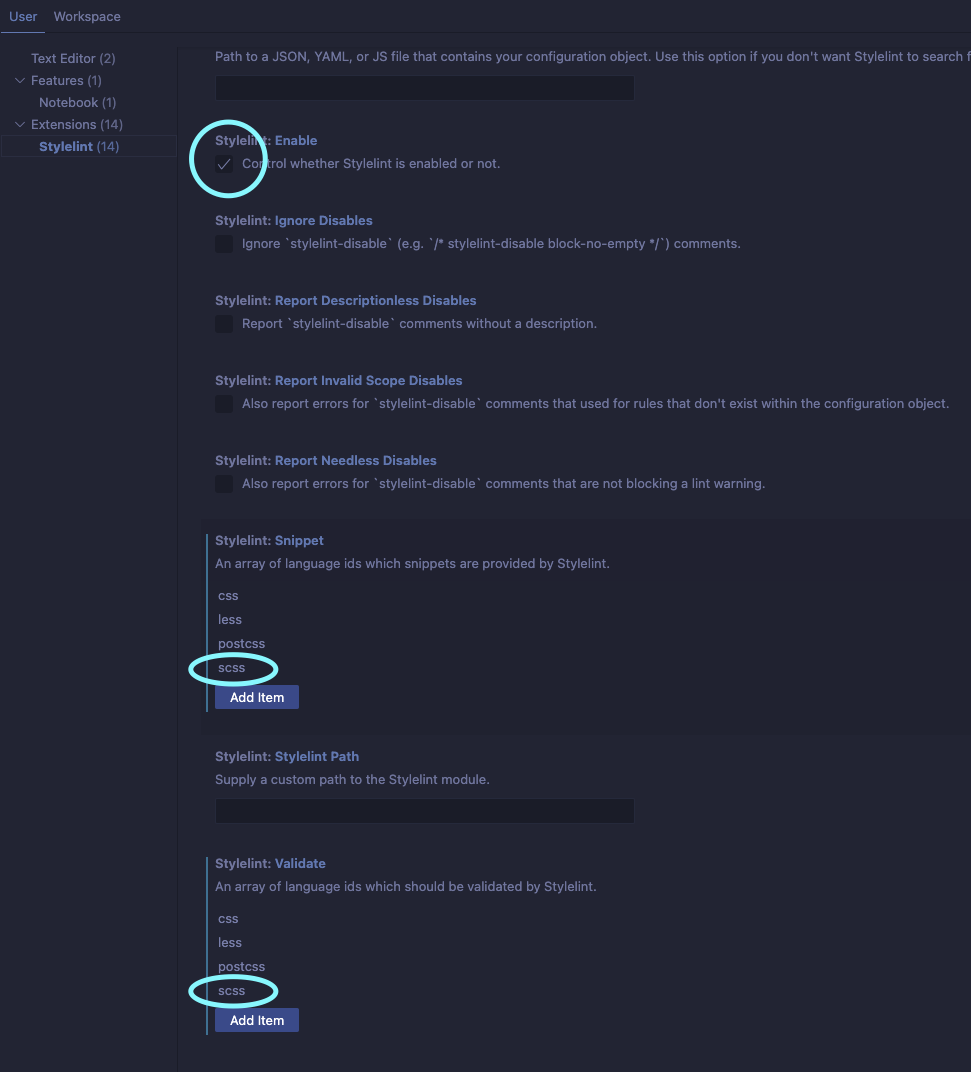 User Workspace
Text Editor (2)
Features (1)
Notebook (1)
Extensions (14)
Stylelint (14)
Path to a JSON, YAML, or JS file that contains your configuration object. Use this option if you don't want Stylelint to search f
Stylelint: Enable
Control whether Stylelint is enabled or not.
Stylelint: Ignore Disables
Ignore `stylelint-disable` (e.g. `/* stylelint-disable block-no-empty */`) comments.
Stylelint: Report Descriptionless Disables
Report `stylelint-disable` comments without a description.
Stylelint: Report Invalid Scope Disables
Also report errors for `stylelint-disable` comments that used for rules that don't exist within the configuration object.
Stylelint: Report Needless Disables
Also report errors for `stylelint-disable` comments that are not blocking a lint warning.
Stylelint: Snippet
An array of language ids which snippets are provided by Stylelint.
css
less
postcss
scss
Add Item
Stylelint: Stylelint Path
Supply a custom path to the Stylelint module.
Stylelint: Validate
An array of language ids which should be validated by Stylelint.
css
less
postcss
scss
Add Item